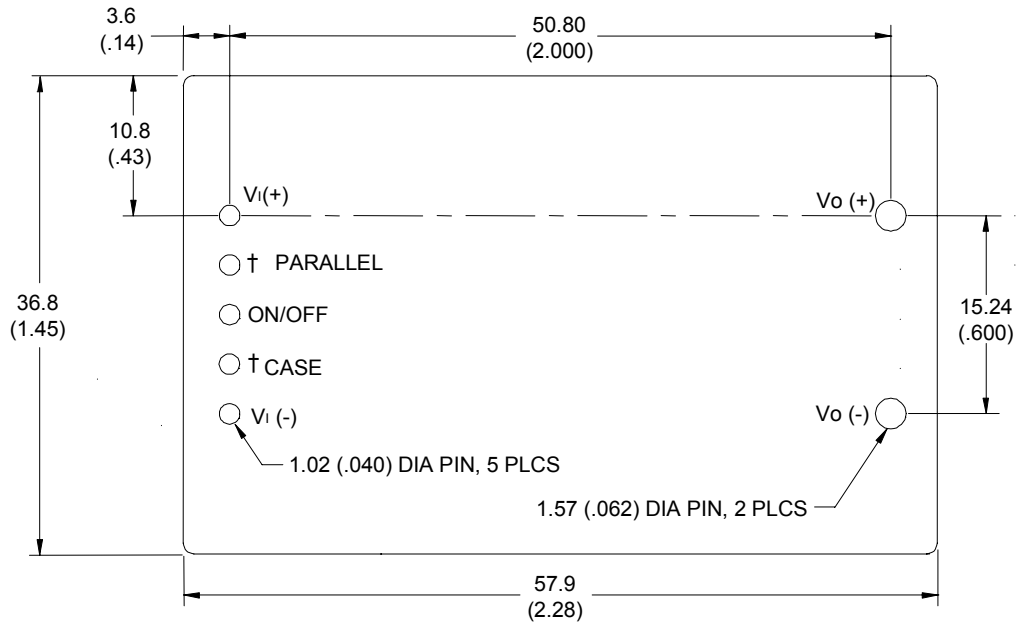 3.6
(.14)
50.80
(2.000)
10.8
(.43)
VI(+)
Vo (+)
† PARALLEL
36.8
(1.45)
ON/OFF
15.24
(.600)
† CASE
VI (-)
Vo (-)
1.02 (.040) DIA PIN, 5 PLCS
1.57 (.062) DIA PIN, 2 PLCS
57.9
(2.28)